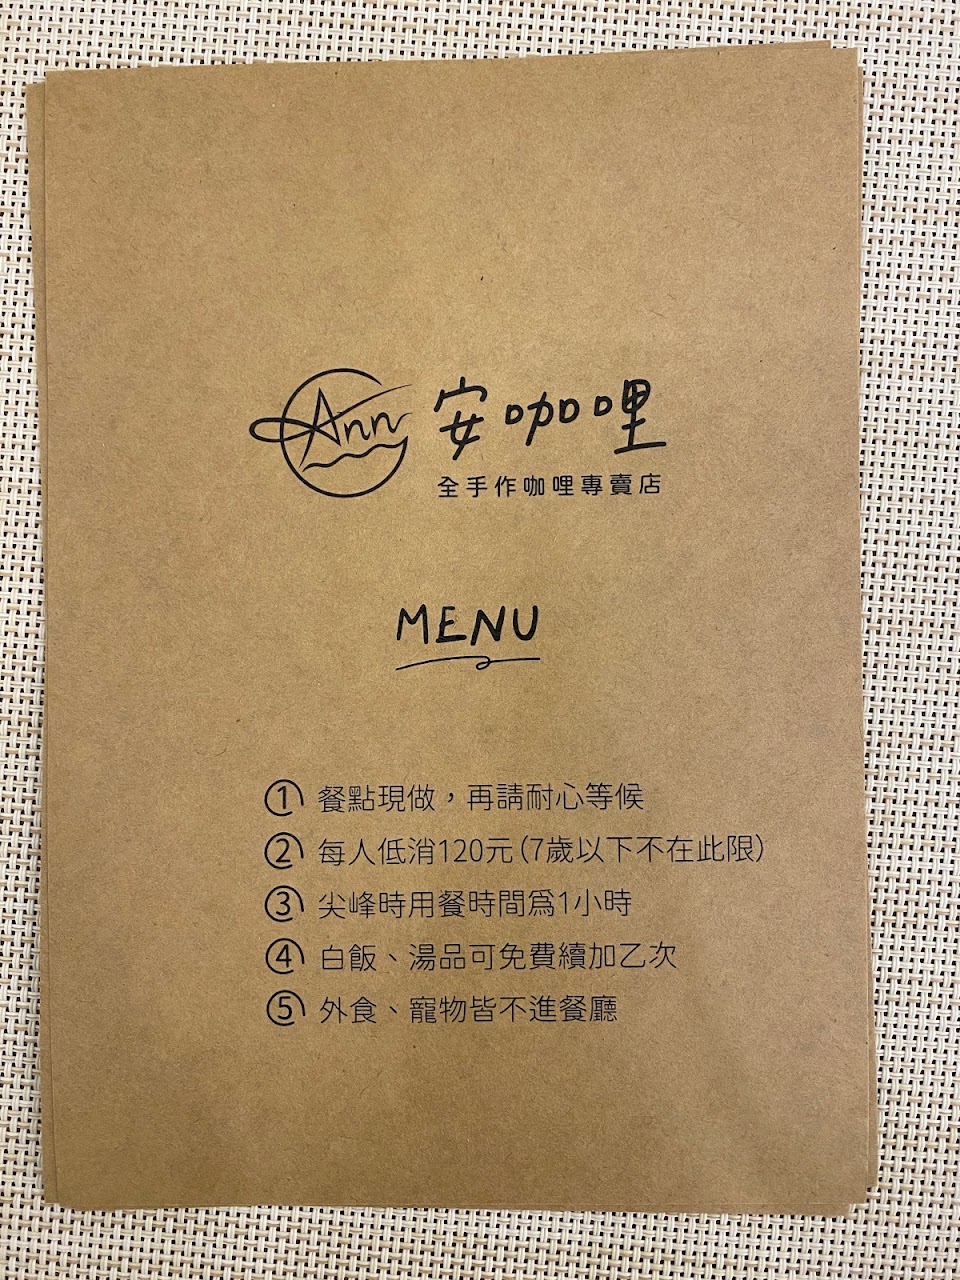 Ann 安咖哩
全手作咖哩專賣店
MENU
① 餐點現做，再請耐心等候
② 每人低消120元(7歲以下不在此限)
③ 尖峰時用餐時間爲1小時
④ 白飯、湯品可免費續加乙次
⑤ 外食、寵物皆不進餐廳